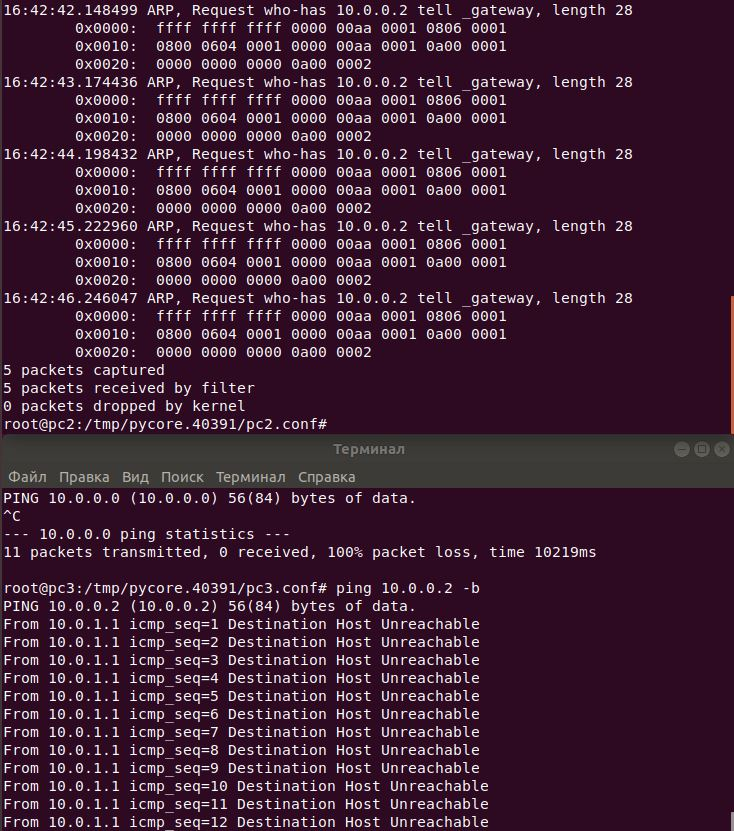 16:42:42.148499 ARP, Request who-has 10.0.0.2 tell _gateway, length 28
0x0000:  ffff ffff ffff 0000 00aa 0001 0806 0001
0x0010:  0800 0604 0001 0000 00aa 0001 0a00 0001
0x0020:  0000 0000 0000 0a00 0002
16:42:43.174436 ARP, Request who-has 10.0.0.2 tell _gateway, length 28
0x0000:  ffff ffff ffff 0000 00aa 0001 0806 0001
0x0010:  0800 0604 0001 0000 00aa 0001 0a00 0001
0x0020:  0000 0000 0000 0a00 0002
16:42:44.198432 ARP, Request who-has 10.0.0.2 tell _gateway, length 28
0x0000:  ffff ffff ffff 0000 00aa 0001 0806 0001
0x0010:  0800 0604 0001 0000 00aa 0001 0a00 0001
0x0020:  0000 0000 0000 0a00 0002
16:42:45.222960 ARP, Request who-has 10.0.0.2 tell _gateway, length 28
0x0000:  ffff ffff ffff 0000 00aa 0001 0806 0001
0x0010:  0800 0604 0001 0000 00aa 0001 0a00 0001
0x0020:  0000 0000 0000 0a00 0002
16:42:46.246047 ARP, Request who-has 10.0.0.2 tell _gateway, length 28
0x0000:  ffff ffff ffff 0000 00aa 0001 0806 0001
0x0010:  0800 0604 0001 0000 00aa 0001 0a00 0001
0x0020:  0000 0000 0000 0a00 0002
5 packets captured
5 packets received by filter
0 packets dropped by kernel
root@pc2:/tmp/pycore.40391/pc2.conf#
Терминал
Файл Правка Вид Поиск Терминал Справка
PING 10.0.0.0 (10.0.0.0) 56(84) bytes of data.
^C
--- 10.0.0.0 ping statistics ---
11 packets transmitted, 0 received, 100% packet loss, time 10219ms
root@pc3:/tmp/pycore.40391/pc3.conf# ping 10.0.0.2 -b
PING 10.0.0.2 (10.0.0.2) 56(84) bytes of data.
From 10.0.1.1 icmp_seq=1 Destination Host Unreachable
From 10.0.1.1 icmp_seq=2 Destination Host Unreachable
From 10.0.1.1 icmp_seq=3 Destination Host Unreachable
From 10.0.1.1 icmp_seq=4 Destination Host Unreachable
From 10.0.1.1 icmp_seq=5 Destination Host Unreachable
From 10.0.1.1 icmp_seq=6 Destination Host Unreachable
From 10.0.1.1 icmp_seq=7 Destination Host Unreachable
From 10.0.1.1 icmp_seq=8 Destination Host Unreachable
From 10.0.1.1 icmp_seq=9 Destination Host Unreachable
From 10.0.1.1 icmp_seq=10 Destination Host Unreachable
From 10.0.1.1 icmp_seq=11 Destination Host Unreachable
From 10.0.1.1 icmp_seq=12 Destination Host Unreachable